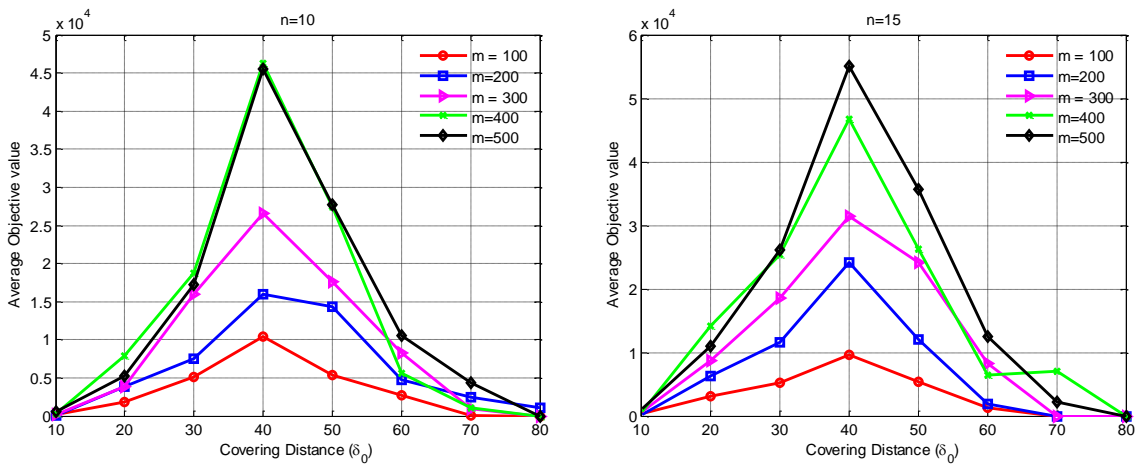 x 10^4
n=10
5
4.5
4
3.5
3
2.5
2
1.5
1
0.5
0
Average Objective value
m = 100
m=200
m = 300
m=400
m=500
10 20 30 40 50 60 70 80
Covering Distance (δ_0)
x 10^4
n=15
6
5
4
3
2
1
0
Average Objective value
m = 100
m=200
m = 300
m=400
m=500
10 20 30 40 50 60 70 80
Covering Distance (δ_0)